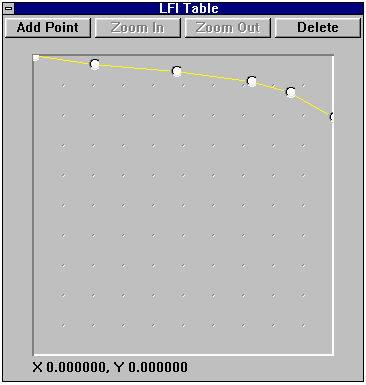 LFI Table
Add Point Zoom In Zoom Out Delete
X 0.000000, Y 0.000000